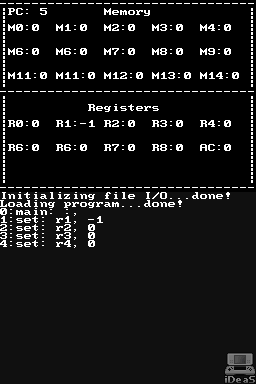 PC: 5 Memory
M0:0 M1:0 M2:0 M3:0 M4:0
M6:0 M6:0 M7:0 M8:0 M9:0
M11:0 M11:0 M12:0 M13:0 M14:0
Registers
R0:0 R1:-1 R2:0 R3:0 R4:0
R6:0 R6:0 R7:0 R8:0 AC:0
Initializing file I/O...done!
Loading program...done!
0:main: :,
1:set: r1, -1
2:set: r2, 0
3:set: r3, 0
4:set: r4, 0
iDeaS